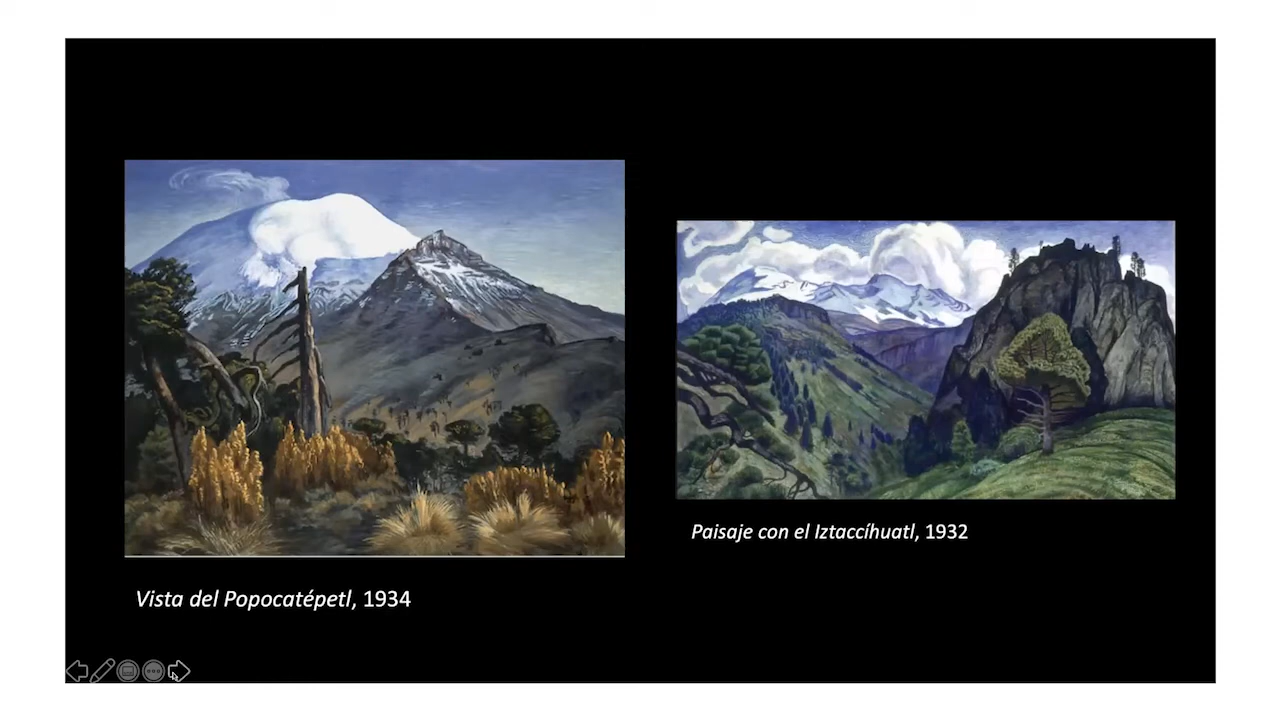 Paisaje con el Iztaccíhuatl, 1932
Vista del Popocatépetl, 1934